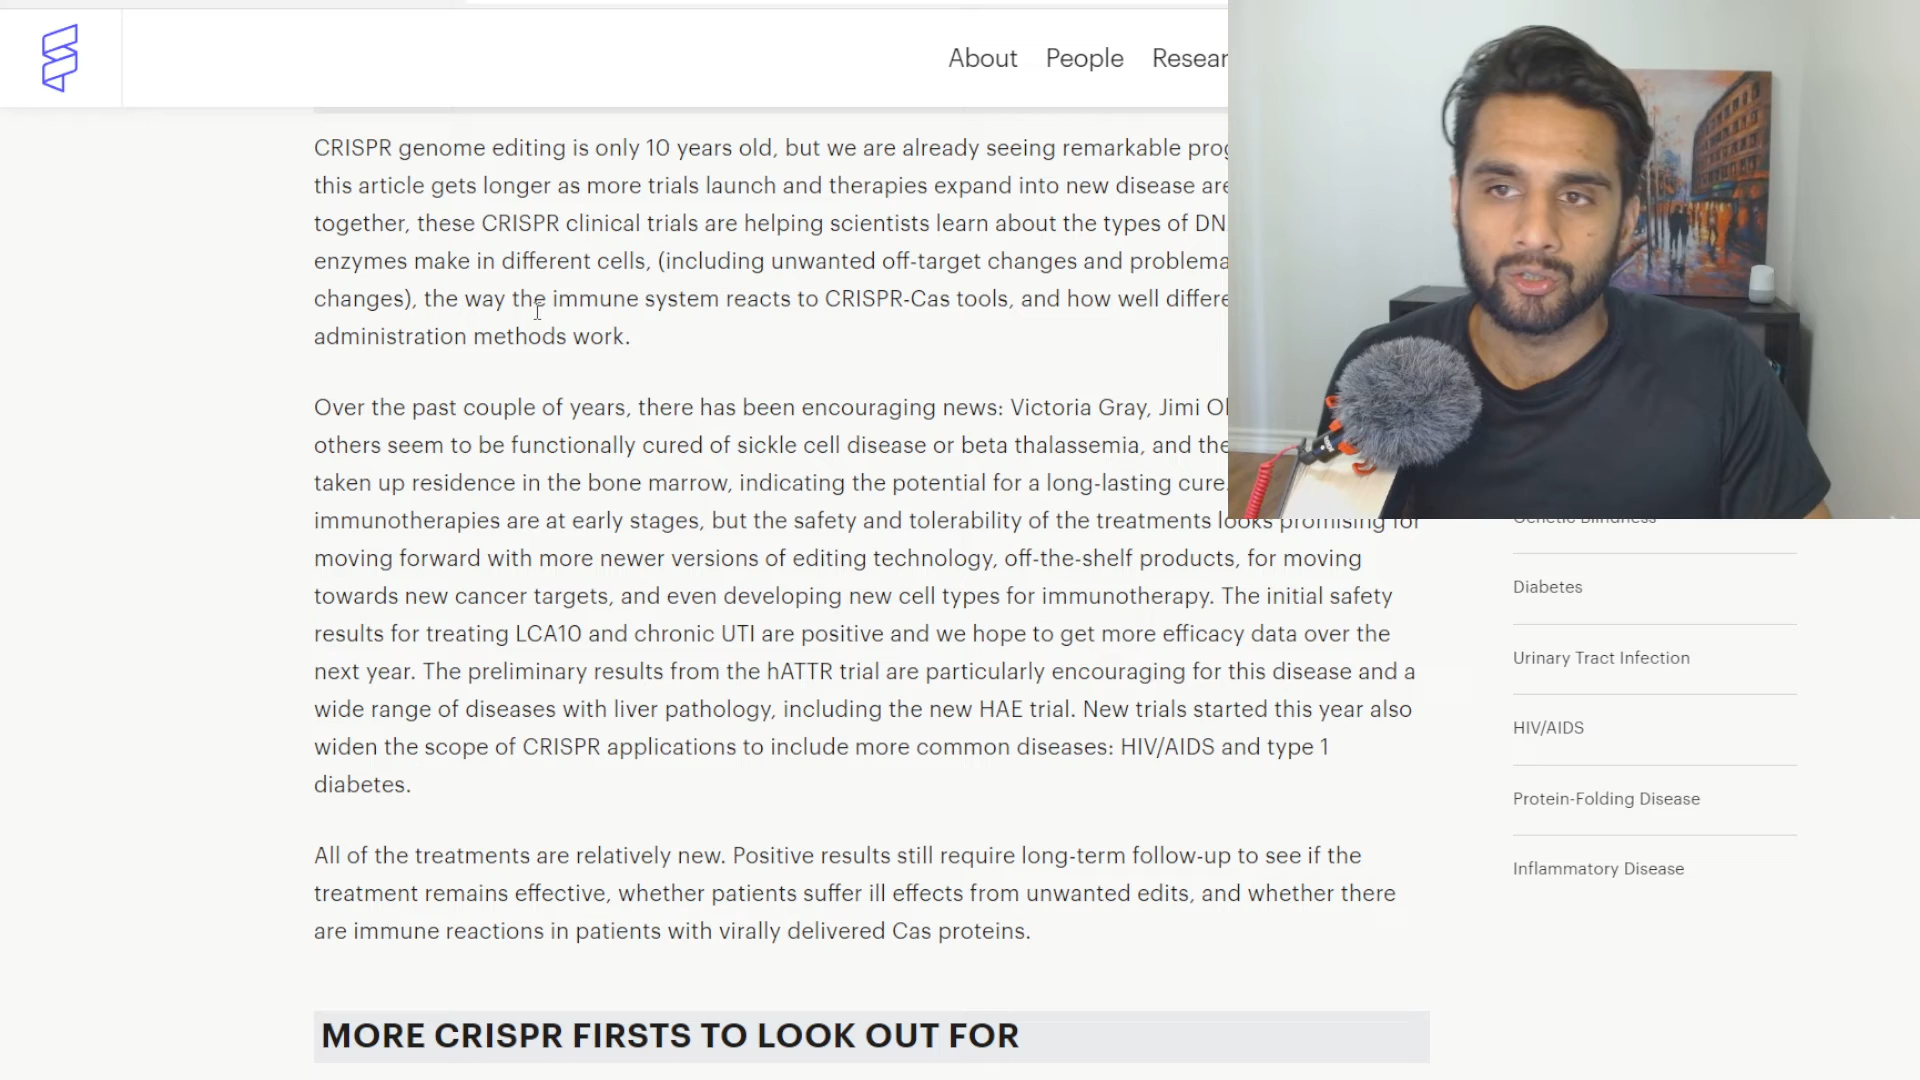 About People Resear
CRISPR genome editing is only 10 years old, but we are already seeing remarkable
this article gets longer as more trials launch and therapies expand into new disease
together, these CRISPR clinical trials are helping scientists learn about the types of
enzymes make in different cells, (including unwanted off-target changes and
changes), the way the immune system reacts to CRISPR-Cas tools, and how well
administration methods work.
Over the past couple of years, there has been encouraging news: Victoria Gray, Jimi
others seem to be functionally cured of sickle cell disease or beta thalassemia, and
taken up residence in the bone marrow, indicating the potential for a long-lasting cure.
immunotherapies are at early stages, but the safety and tolerability of the treatments looks promising for
moving forward with more newer versions of editing technology, off-the-shelf products, for moving
towards new cancer targets, and even developing new cell types for immunotherapy. The initial safety
results for treating LCA10 and chronic UTI are positive and we hope to get more efficacy data over the
next year. The preliminary results from the hATTR trial are particularly encouraging for this disease and a
wide range of diseases with liver pathology, including the new HAE trial. New trials started this year also
widen the scope of CRISPR applications to include more common diseases: HIV/AIDS and type 1
diabetes.
All of the treatments are relatively new. Positive results still require long-term follow-up to see if the
treatment remains effective, whether patients suffer ill effects from unwanted edits, and whether there
are immune reactions in patients with virally delivered Cas proteins.
MORE CRISPR FIRSTS TO LOOK OUT FOR
Genetic Blindness
Diabetes
Urinary Tract Infection
HIV/AIDS
Protein-Folding Disease
Inflammatory Disease